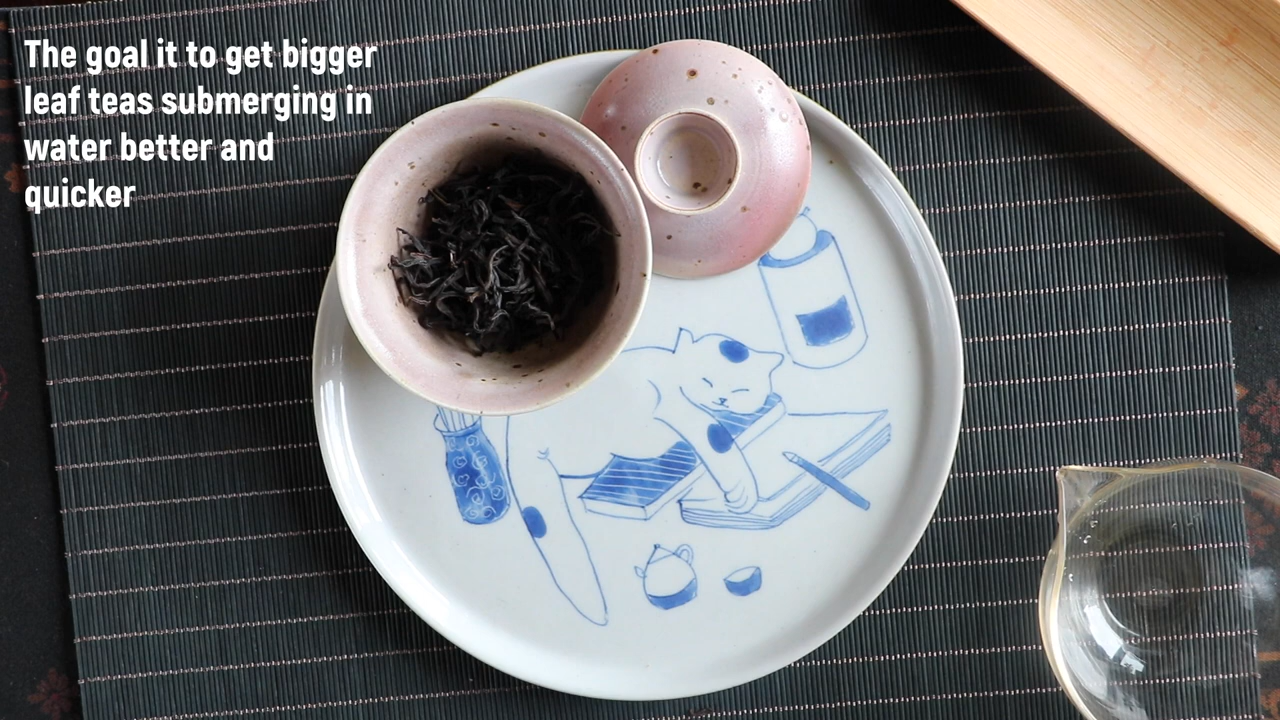 The goal it to get bigger
leaf teas submerging in
water better and
quicker